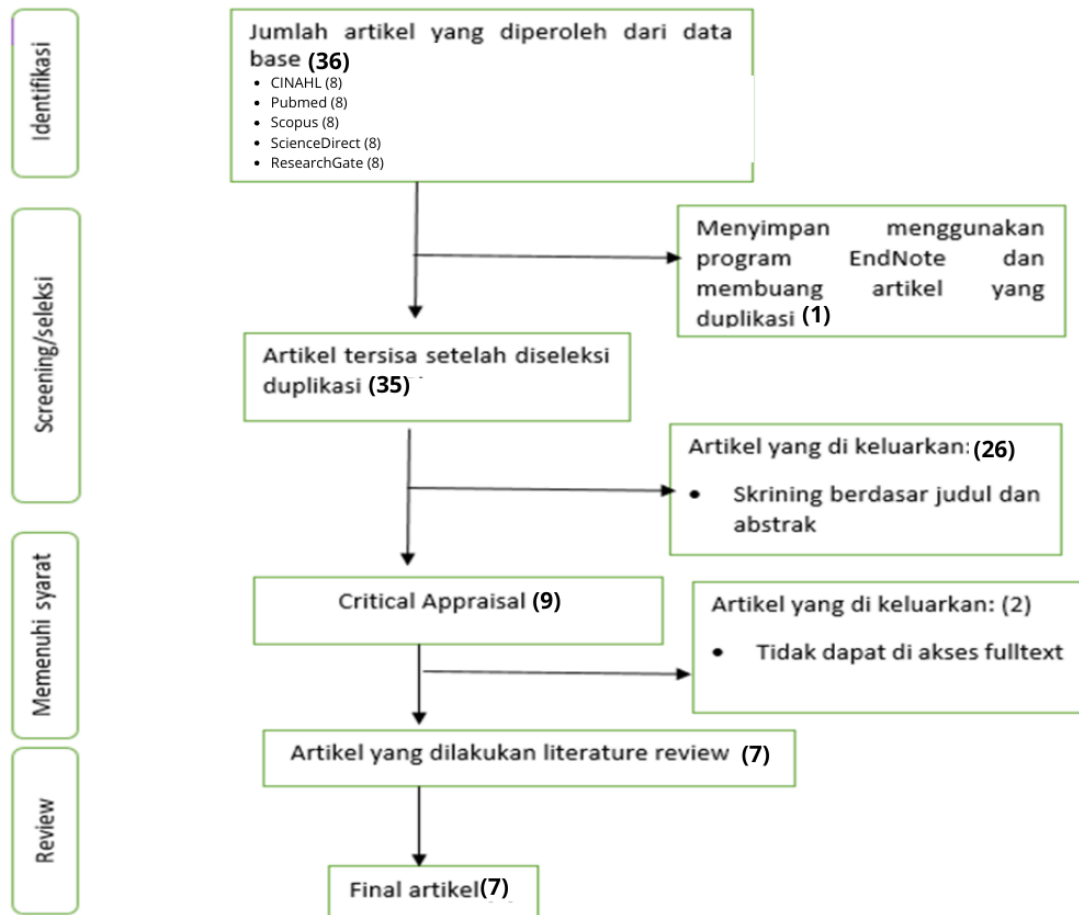 Identifikasi
Jumlah artikel yang diperoleh dari data
base (36)
• CINAHL (8)
• Pubmed (8)
• Scopus (8)
• ScienceDirect (8)
• ResearchGate (8)
Screening/seleksi
Menyimpan menggunakan
program EndNote dan
membuang artikel yang
duplikasi (1)
Artikel tersisa setelah diseleksi
duplikasi (35)
Artikel yang di keluarkan: (26)
• Skrining berdasar judul dan
abstrak
Memenuhi syarat
Critical Appraisal (9)
Artikel yang di keluarkan: (2)
• Tidak dapat di akses fulltext
Review
Artikel yang dilakukan literature review (7)
Final artikel(7)